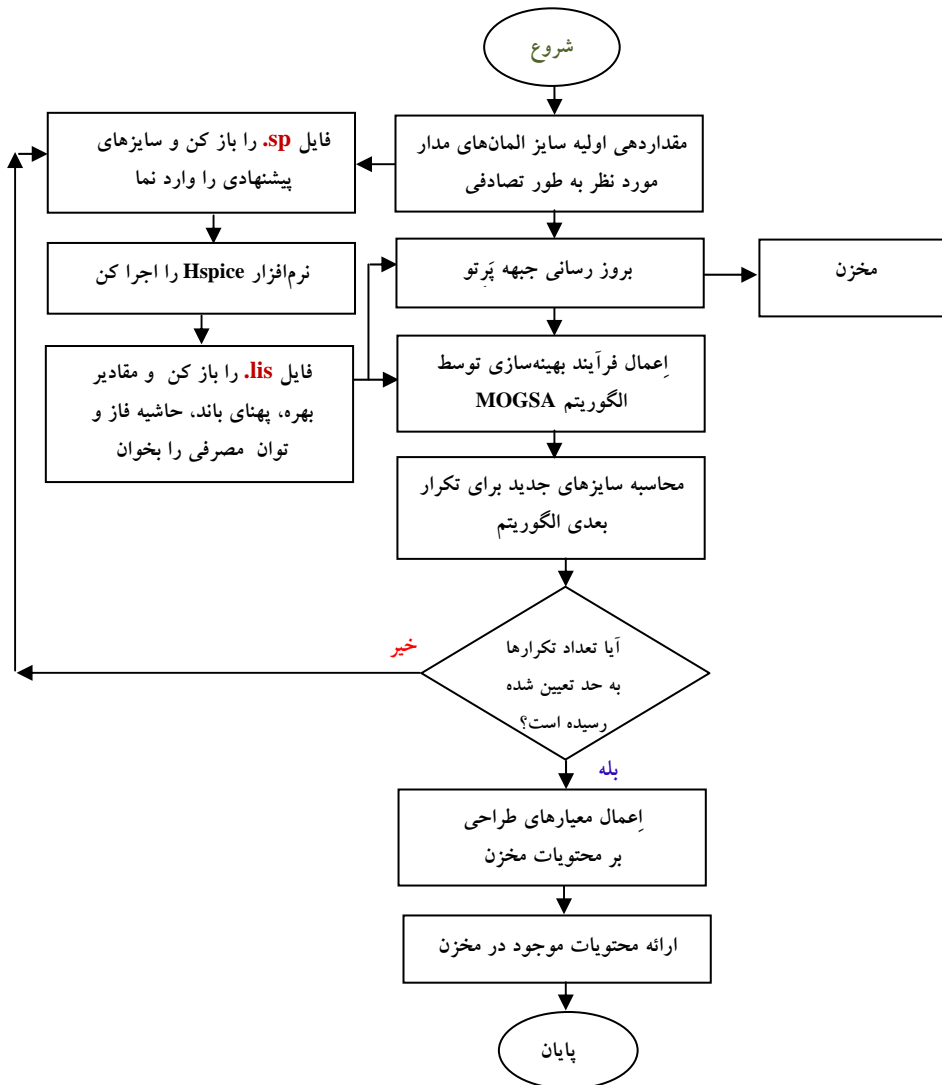 شروع
مقداردهی اولیه سایز المان‌های مدار
مورد نظر به طور تصادفی
فایل .sp را باز کن و سایزهای
پیشنهادی را وارد نما
نرم‌افزار Hspice را اجرا کن
فایل .lis را باز کن و مقادیر
بهره، پهنای باند، حاشیه فاز و
توان مصرفی را بخوان
بروز رسانی جبهه پَرِتو
مخزن
اِعمال فرآیند بهینه‌سازی توسط
الگوریتم MOGSA
محاسبه سایزهای جدید برای تکرار
بعدی الگوریتم
آیا تعداد تکرارها
به حد تعیین شده
رسیده است؟
خیر
بله
اِعمال معیارهای طراحی
بر محتویات مخزن
ارائه محتویات موجود در مخزن
پایان